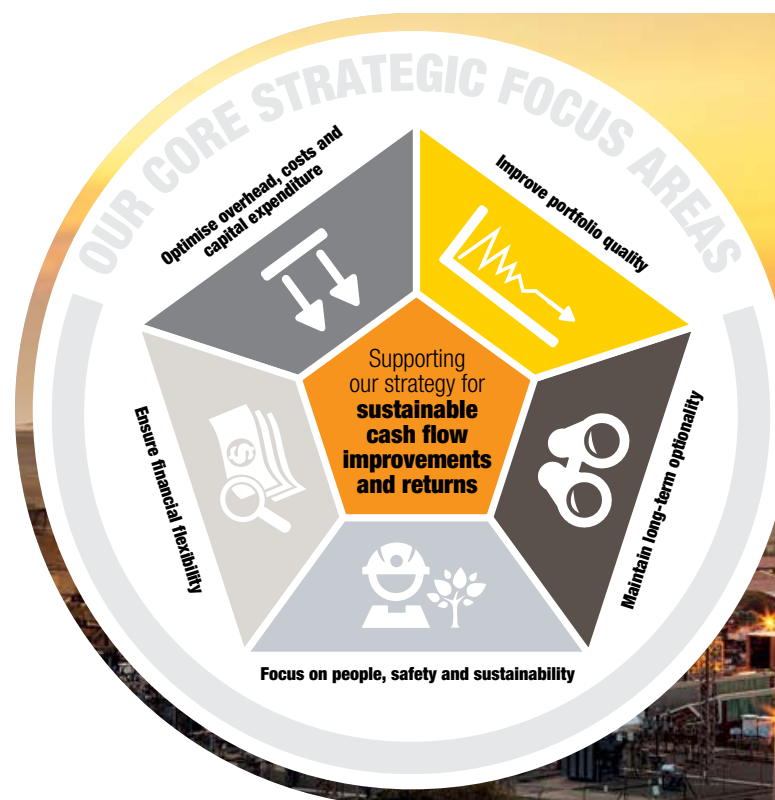 OUR CORE STRATEGIC FOCUS AREAS
Optimise overhead, costs and
capital expenditure
Improve portfolio quality
Supporting
our strategy for
sustainable
cash flow
improvements
and returns
Ensure financial flexibility
$
Maintain long-term optionality
Focus on people, safety and sustainability